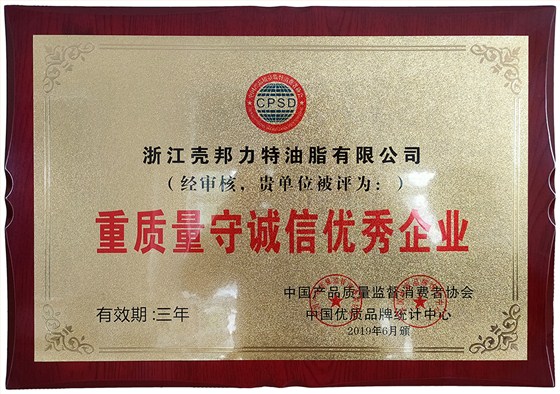 CPSD
浙江壳邦力特油脂有限公司
（经审核，贵单位被评为：）
重质量守诚信优秀企业
中国产品质量监督消费者协会
有效期:三年
中国优质品牌统计中心
2019年6月颁